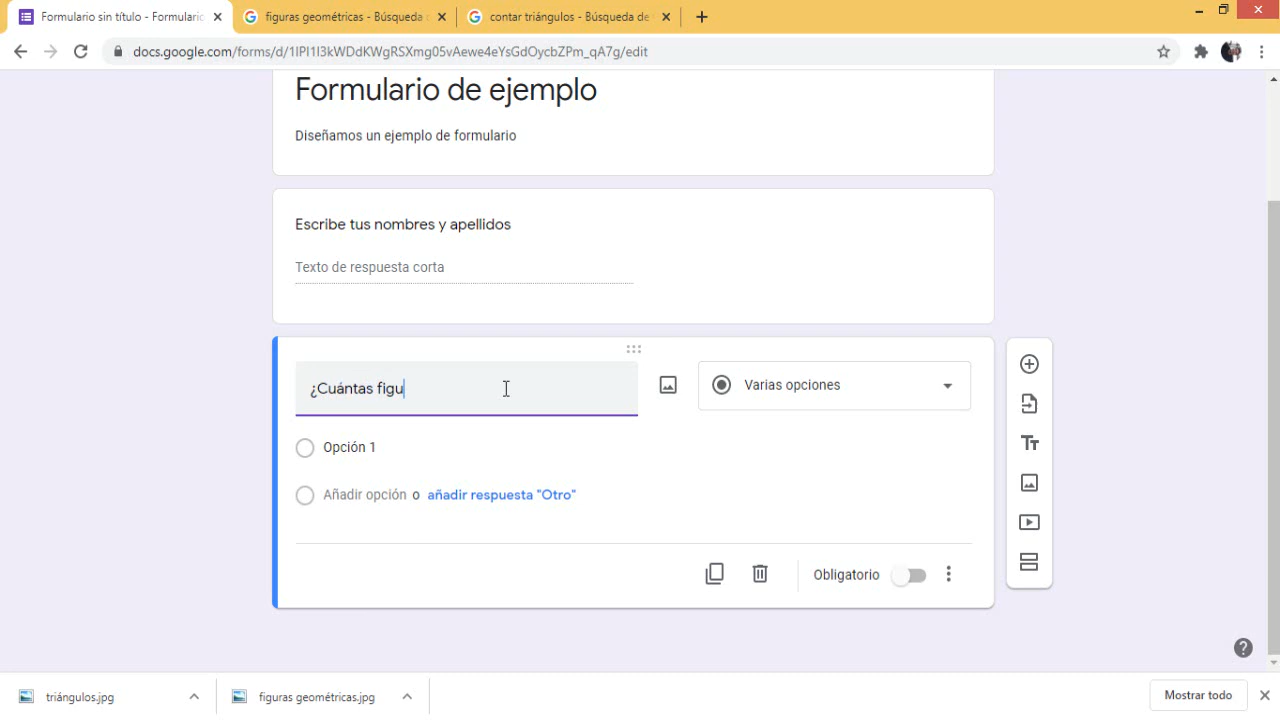 Formulario sin título - Formulario
figuras geométricas - Búsqueda
contar triángulos - Búsqueda de
docs.google.com/forms/d/1IPl1I3kWDdKWgRSXmg05vAewe4eYsGdOycbZPm_qA7g/edit
Formulario de ejemplo
Diseñamos un ejemplo de formulario
Escribe tus nombres y apellidos
Texto de respuesta corta
¿Cuántas figu
Varias opciones
Opción 1
Añadir opción o añadir respuesta "Otro"
Obligatorio
triángulos.jpg
figuras geométricas.jpg
Mostrar todo